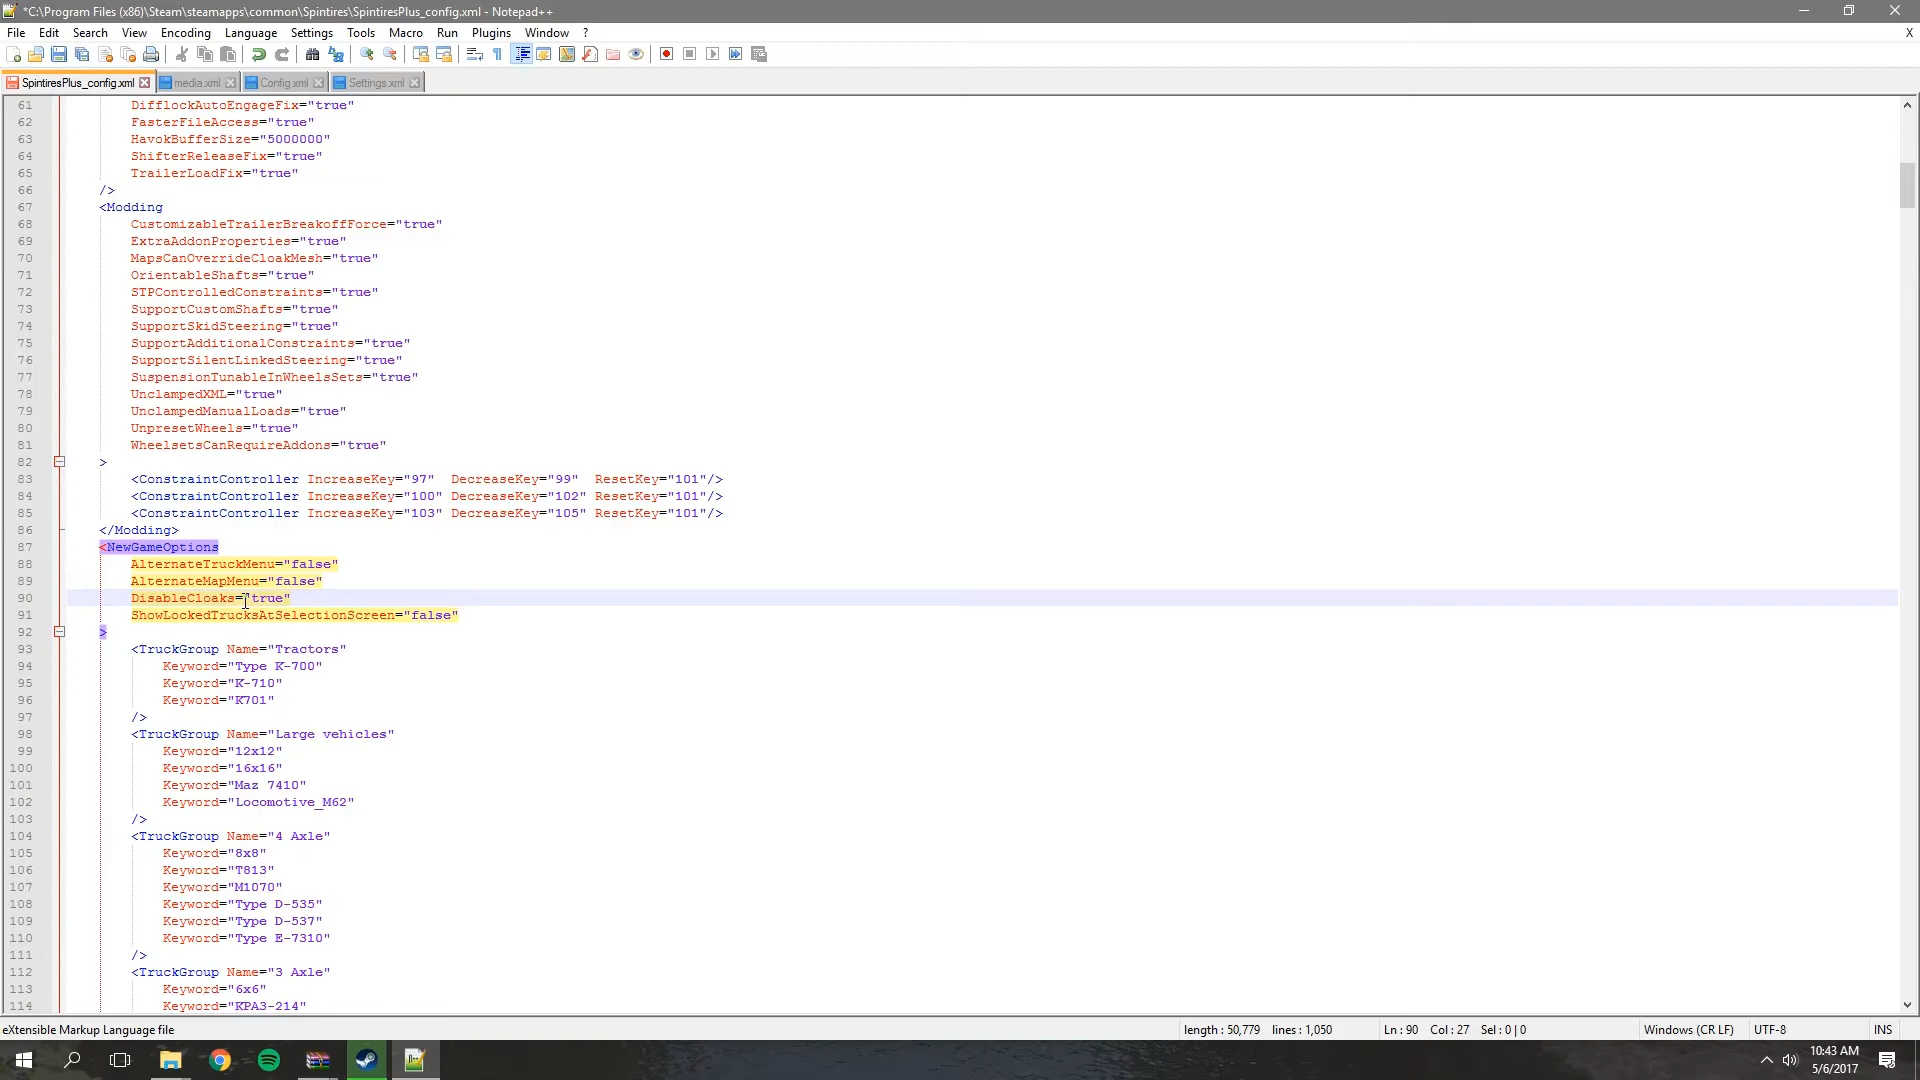 *C:\Program Files (x86)\Steam\steamapps\common\Spintires\SpintiresPlus_config.xml - Notepad++
File Edit Search View Encoding Language Settings Tools Macro Run Plugins Window ? X
SpintiresPlus_config.xml media.xml Config.xml Settings.xml
61 DifflockAutoEngageFix="true"
62 FasterFileAccess="true"
63 HavokBufferSize="5000000"
64 ShifterReleaseFix="true"
65 TrailerLoadFix="true"
66 />
67 <Modding
68 CustomizableTrailerBreakoffForce="true"
69 ExtraAddonProperties="true"
70 MapsCanOverrideCloakMesh="true"
71 OrientableShafts="true"
72 STPControlledConstraints="true"
73 SupportCustomShafts="true"
74 SupportSkidSteering="true"
75 SupportAdditionalConstraints="true"
76 SupportSilentLinkedSteering="true"
77 SuspensionTunableInWheelsSets="true"
78 UnclampedXML="true"
79 UnclampedManualLoads="true"
80 UnpresetWheels="true"
81 WheelsetsCanRequireAddons="true"
82 >
83 <ConstraintController IncreaseKey="97" DecreaseKey="99" ResetKey="101"/>
84 <ConstraintController IncreaseKey="100" DecreaseKey="102" ResetKey="101"/>
85 <ConstraintController IncreaseKey="103" DecreaseKey="105" ResetKey="101"/>
86 </Modding>
87 <NewGameOptions
88 AlternateTruckMenu="false"
89 AlternateMapMenu="false"
90 DisableCloaks="true"
91 ShowLockedTrucksAtSelectionScreen="false"
92 >
93 <TruckGroup Name="Tractors"
94 Keyword="Type K-700"
95 Keyword="K-710"
96 Keyword="K701"
97 />
98 <TruckGroup Name="Large vehicles"
99 Keyword="12x12"
100 Keyword="16x16"
101 Keyword="Maz 7410"
102 Keyword="Locomotive_M62"
103 />
104 <TruckGroup Name="4 Axle"
105 Keyword="8x8"
106 Keyword="T813"
107 Keyword="M1070"
108 Keyword="Type D-535"
109 Keyword="Type D-537"
110 Keyword="Type E-7310"
111 />
112 <TruckGroup Name="3 Axle"
113 Keyword="6x6"
114 Keyword="KPA3-214"
eXtensible Markup Language file length : 50,779 lines : 1,050 Ln : 90 Col : 27 Sel : 0 | 0 Windows (CR LF) UTF-8 INS
10:43 AM
5/6/2017